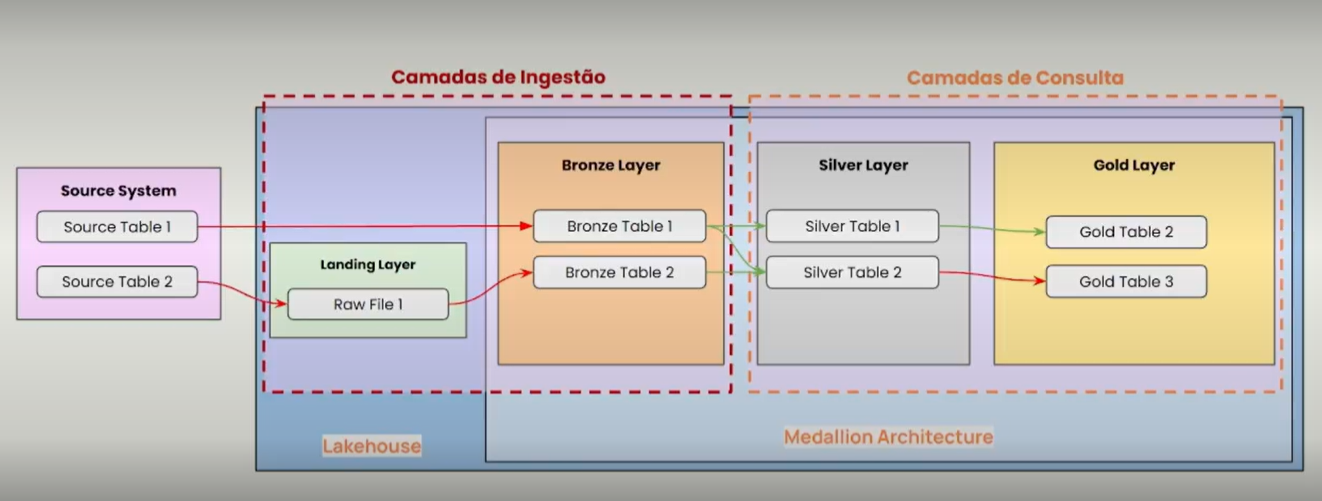 Camadas de Ingestão
Camadas de Consulta
Source System
Source Table 1
Source Table 2
Landing Layer
Raw File 1
Bronze Layer
Bronze Table 1
Bronze Table 2
Silver Layer
Silver Table 1
Silver Table 2
Gold Layer
Gold Table 2
Gold Table 3
Lakehouse
Medallion Architecture